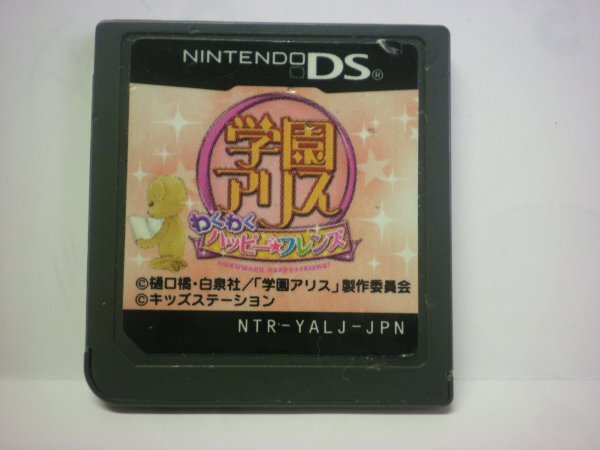 NINTENDO DS®
学園
アリス
わくわく
ハッピー★フレンズ
WAKUWAKU HAPPY★FRIENDS
©樋口橘・白泉社/「学園アリス」製作委員会
©キッズステーション
NTR-YALJ-JPN